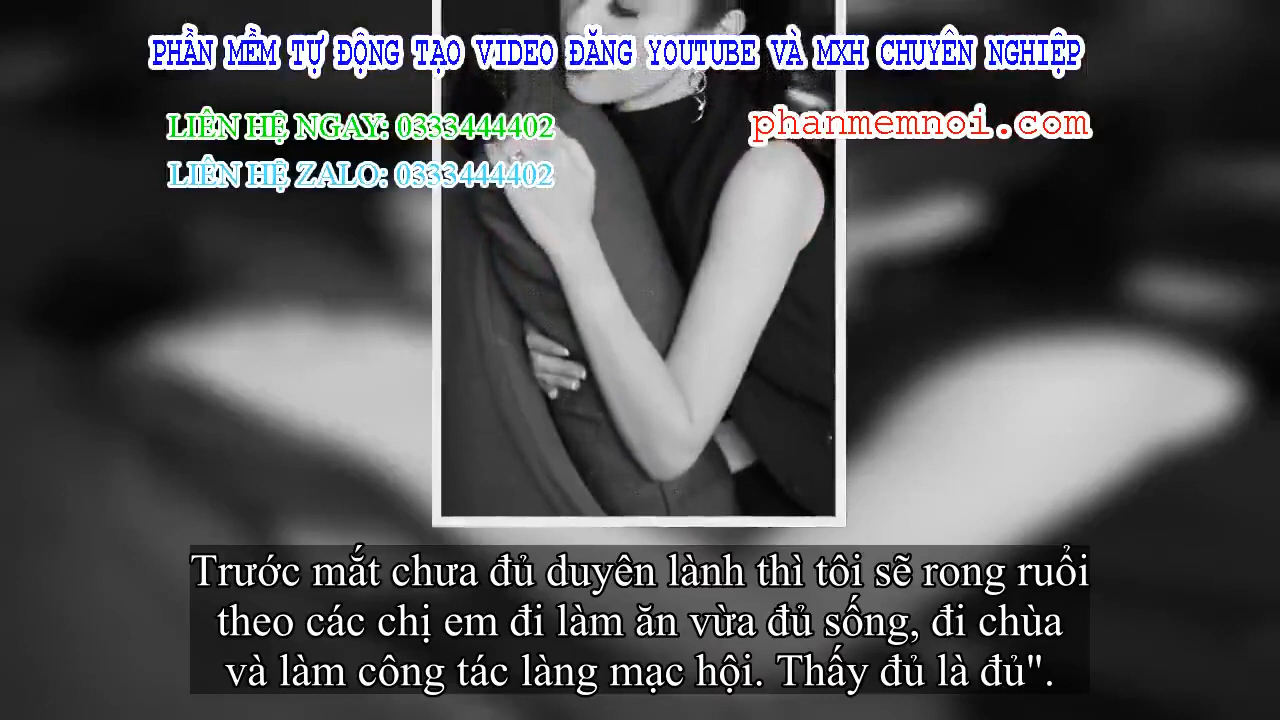 PHẦN MỀM TỰ ĐỘNG TẠO VIDEO ĐĂNG YOUTUBE VÀ MXH CHUYÊN NGHIỆP
LIÊN HỆ NGAY: 0333444402
phanmemnoi.com
LIÊN HỆ ZALO: 0333444402
Trước mắt chưa đủ duyên lành thì tôi sẽ rong ruổi
theo các chị em đi làm ăn vừa đủ sống, đi chùa
và làm công tác làng mạc hội. Thấy đủ là đủ".